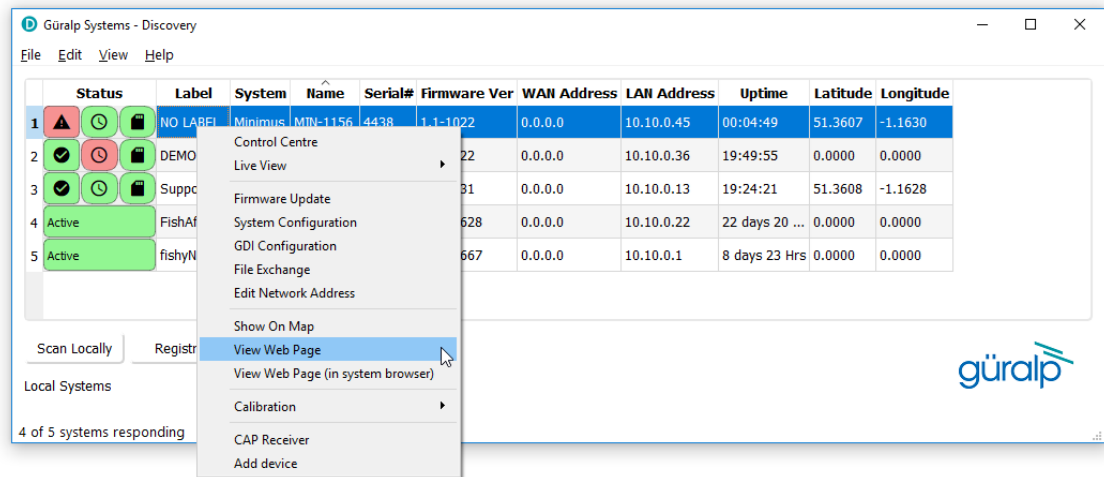 Güralp Systems - Discovery
File Edit View Help
Status Label System Name Serial# Firmware Ver WAN Address LAN Address Uptime Latitude Longitude
1 NO LABEL Minimus MIN-1156 4438 1.1-1022 0.0.0.0 10.10.0.45 00:04:49 51.3607 -1.1630
2 DEMO 22 0.0.0.0 10.10.0.36 19:49:55 0.0000 0.0000
3 Suppo 31 0.0.0.0 10.10.0.13 19:24:21 51.3608 -1.1628
4 Active FishAf 628 0.0.0.0 10.10.0.22 22 days 20 ... 0.0000 0.0000
5 Active fishyN 667 0.0.0.0 10.10.0.1 8 days 23 Hrs 0.0000 0.0000
Control Centre
Live View
Firmware Update
System Configuration
GDI Configuration
File Exchange
Edit Network Address
Show On Map
View Web Page
View Web Page (in system browser)
Calibration
CAP Receiver
Add device
Scan Locally Registr
Local Systems
4 of 5 systems responding
güralp